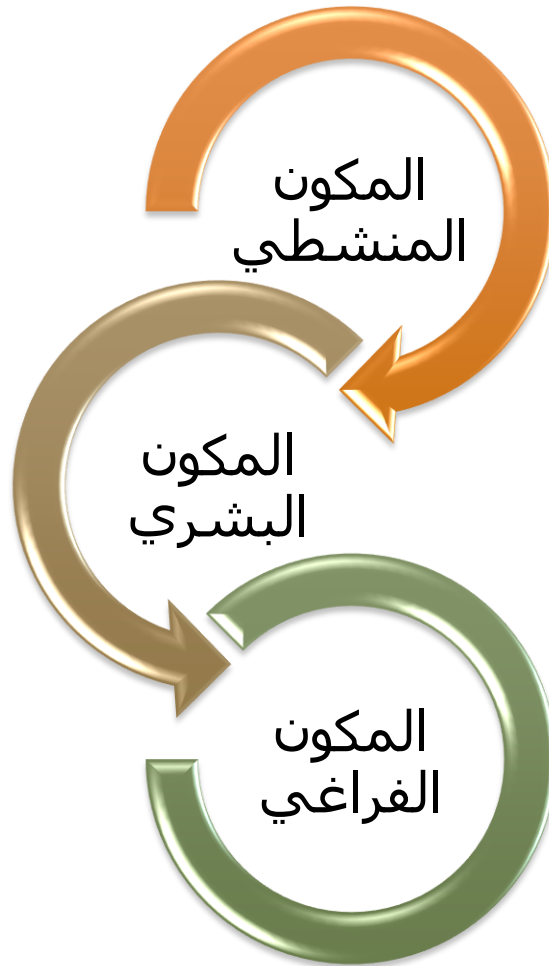 المكون
المنشطي
المكون
البشري
المكون
الفراغي